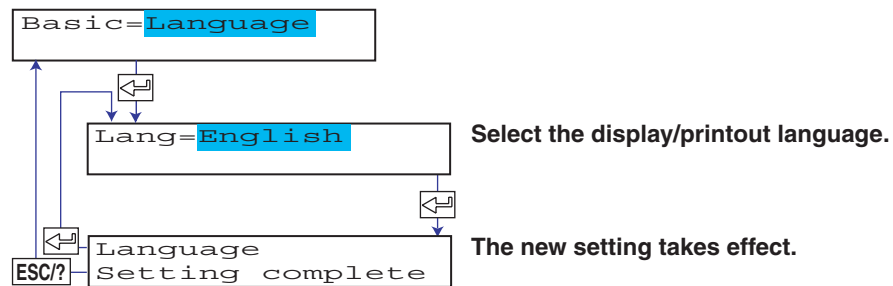 Basic=Language
Lang=English
Select the display/printout language.
Language
Setting complete
The new setting takes effect.
ESC/?